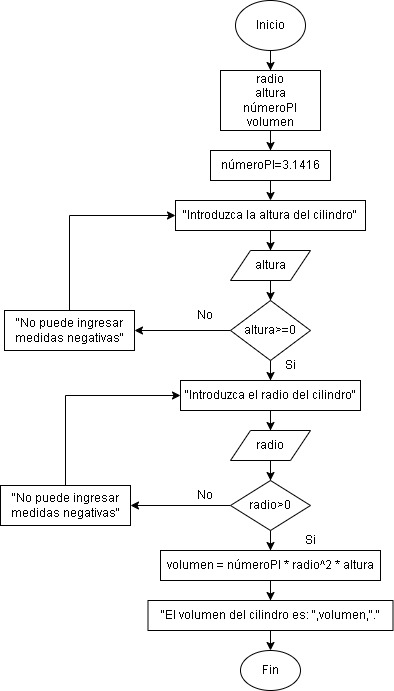 Inicio
radio
altura
númeroPI
volumen
númeroPI=3.1416
"Introduzca la altura del cilindro"
altura
No
altura>=0
"No puede ingresar
medidas negativas"
Si
"Introduzca el radio del cilindro"
radio
No
radio>0
"No puede ingresar
medidas negativas"
Si
volumen = númeroPI * radio^2 * altura
"El volumen del cilindro es: ",volumen,"."
Fin